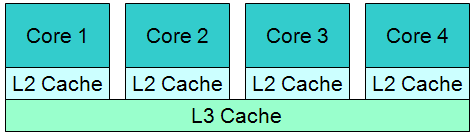 Core 1 Core 2 Core 3 Core 4
L2 Cache L2 Cache L2 Cache L2 Cache
L3 Cache